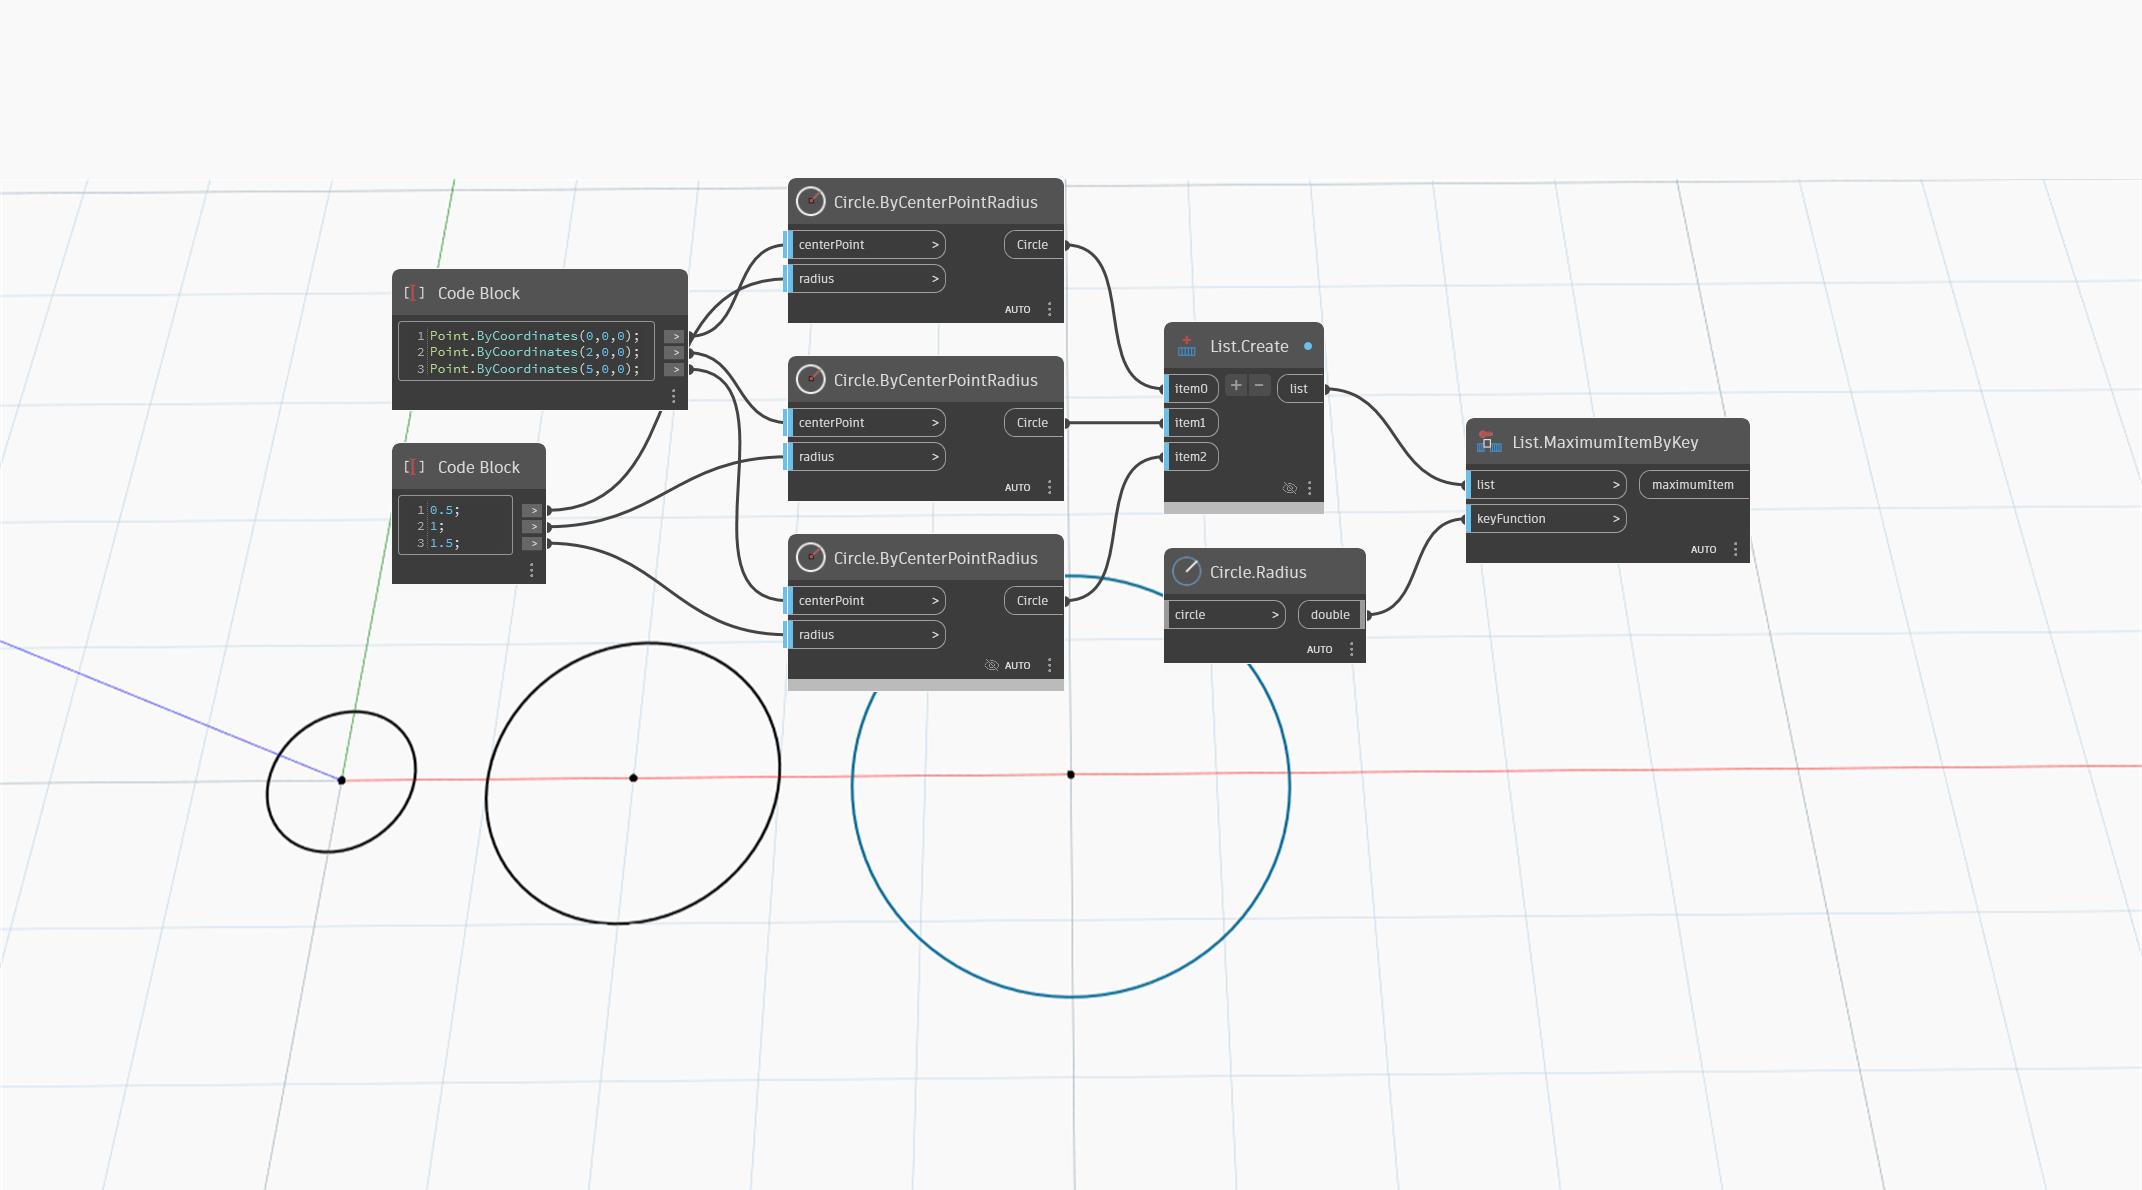 Circle.ByCenterPointRadius
centerPoint > Circle
radius >
AUTO
Code Block
1 Point.ByCoordinates(0,0,0); >
2 Point.ByCoordinates(2,0,0); >
3 Point.ByCoordinates(5,0,0); >
Code Block
1 0.5; >
2 1; >
3 1.5; >
Circle.ByCenterPointRadius
centerPoint > Circle
radius >
AUTO
Circle.ByCenterPointRadius
centerPoint > Circle
radius >
AUTO
List.Create
item0 + - list
item1
item2
Circle.Radius
circle > double
AUTO
List.MaximumItemByKey
list > maximumItem
keyFunction >
AUTO